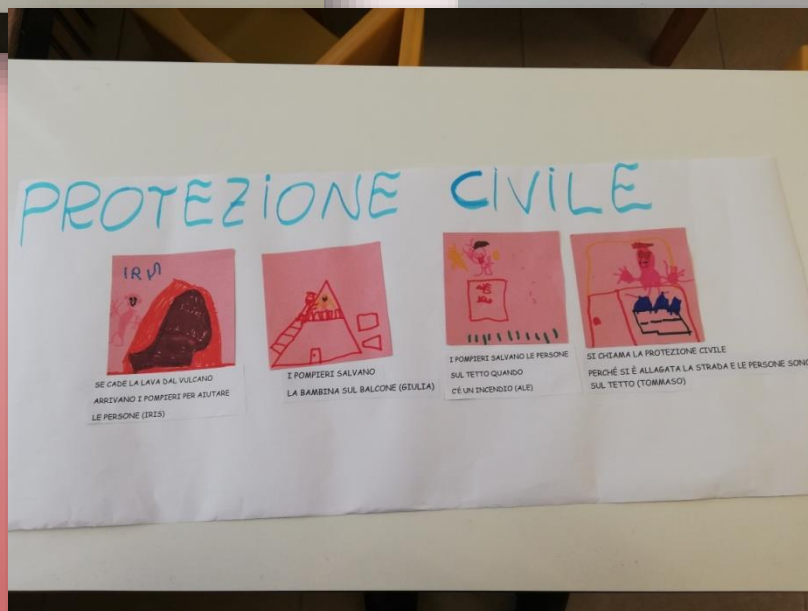 PROTEZIONE CIVILE
IRIS
SE CADE LA LAVA DAL VULCANO
ARRIVANO I POMPIERI PER AIUTARE
LE PERSONE (IRIS)
I POMPIERI SALVANO
LA BAMBINA SUL BALCONE (GIULIA)
I POMPIERI SALVANO LE PERSONE
SUL TETTO QUANDO
C'É UN INCENDIO (ALE)
SI CHIAMA LA PROTEZIONE CIVILE
PERCHÉ SI È ALLAGATA LA STRADA E LE PERSONE SONO
SUL TETTO (TOMMASO)